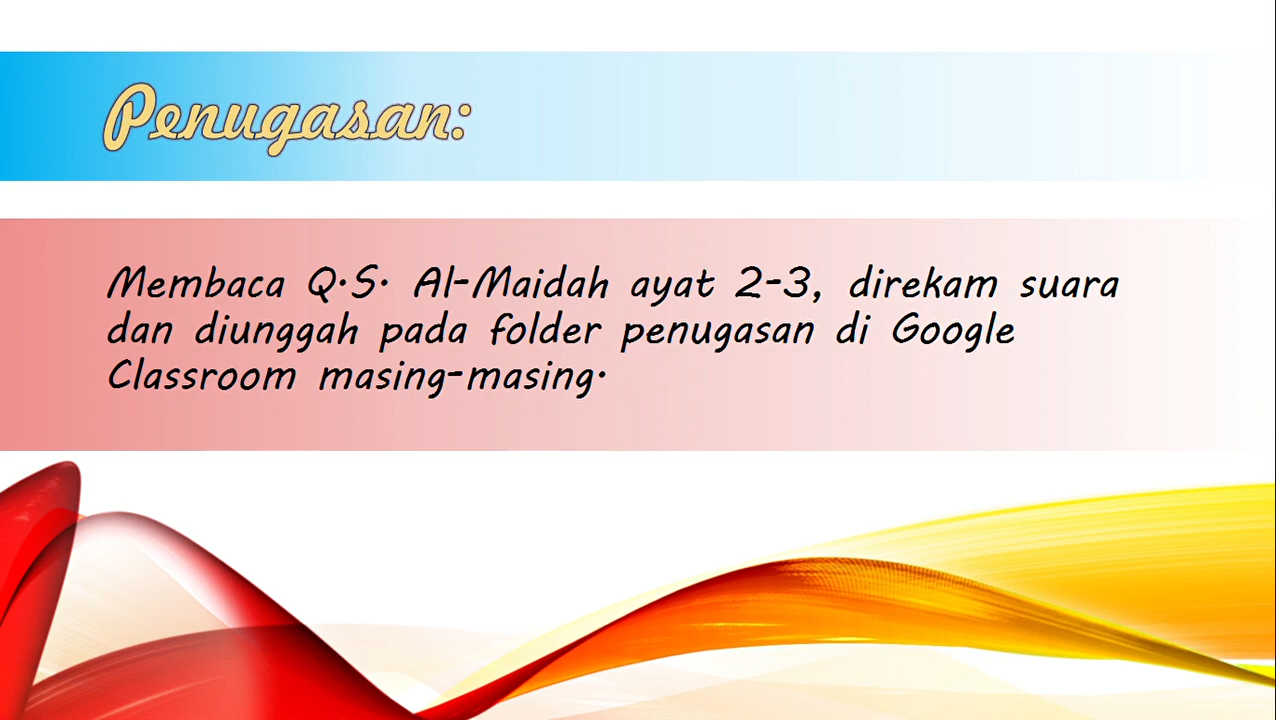 Penugasan:
Membaca Q.S. Al-Maidah ayat 2-3, direkam suara
dan diunggah pada folder penugasan di Google
Classroom masing-masing.